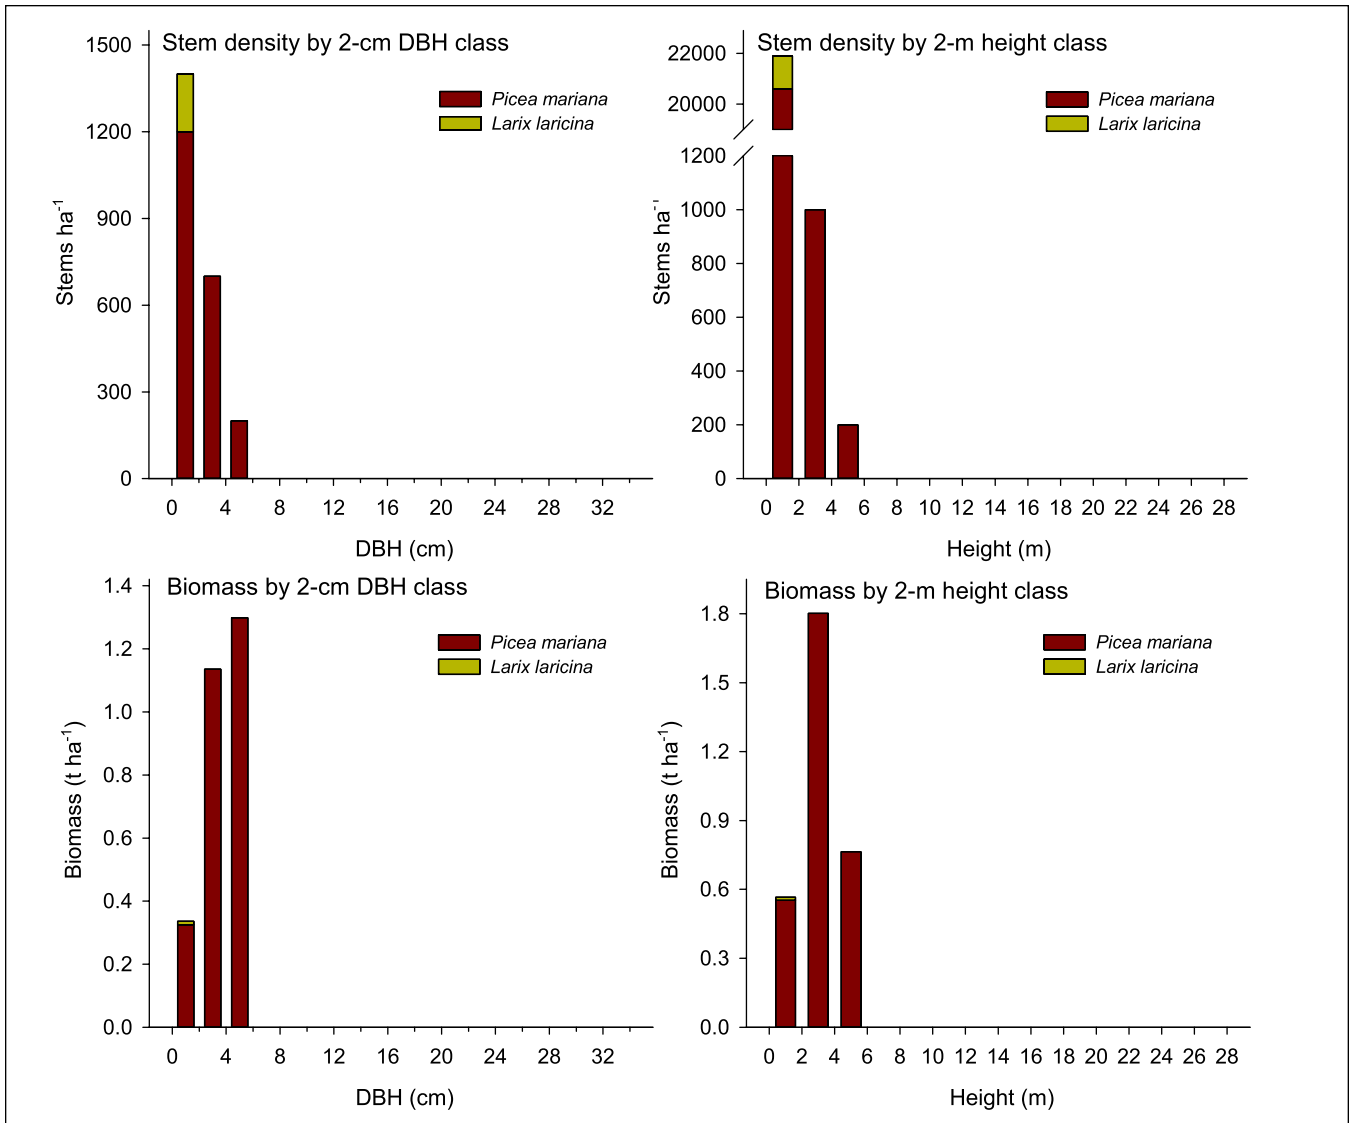 Stem density by 2-cm DBH class
1500
1200
900
600
300
0
Stems ha-1
Picea mariana
Larix laricina
0 4 8 12 16 20 24 28 32
DBH (cm)
Stem density by 2-m height class
22000
20000
1200
1000
800
600
400
200
0
Stems ha-1
Picea mariana
Larix laricina
0 2 4 6 8 10 12 14 16 18 20 22 24 26 28
Height (m)
Biomass by 2-cm DBH class
1.4
1.2
1.0
0.8
0.6
0.4
0.2
0.0
Biomass (t ha-1)
Picea mariana
Larix laricina
0 4 8 12 16 20 24 28 32
DBH (cm)
Biomass by 2-m height class
1.8
1.5
1.2
0.9
0.6
0.3
0.0
Biomass (t ha-1)
Picea mariana
Larix laricina
0 2 4 6 8 10 12 14 16 18 20 22 24 26 28
Height (m)